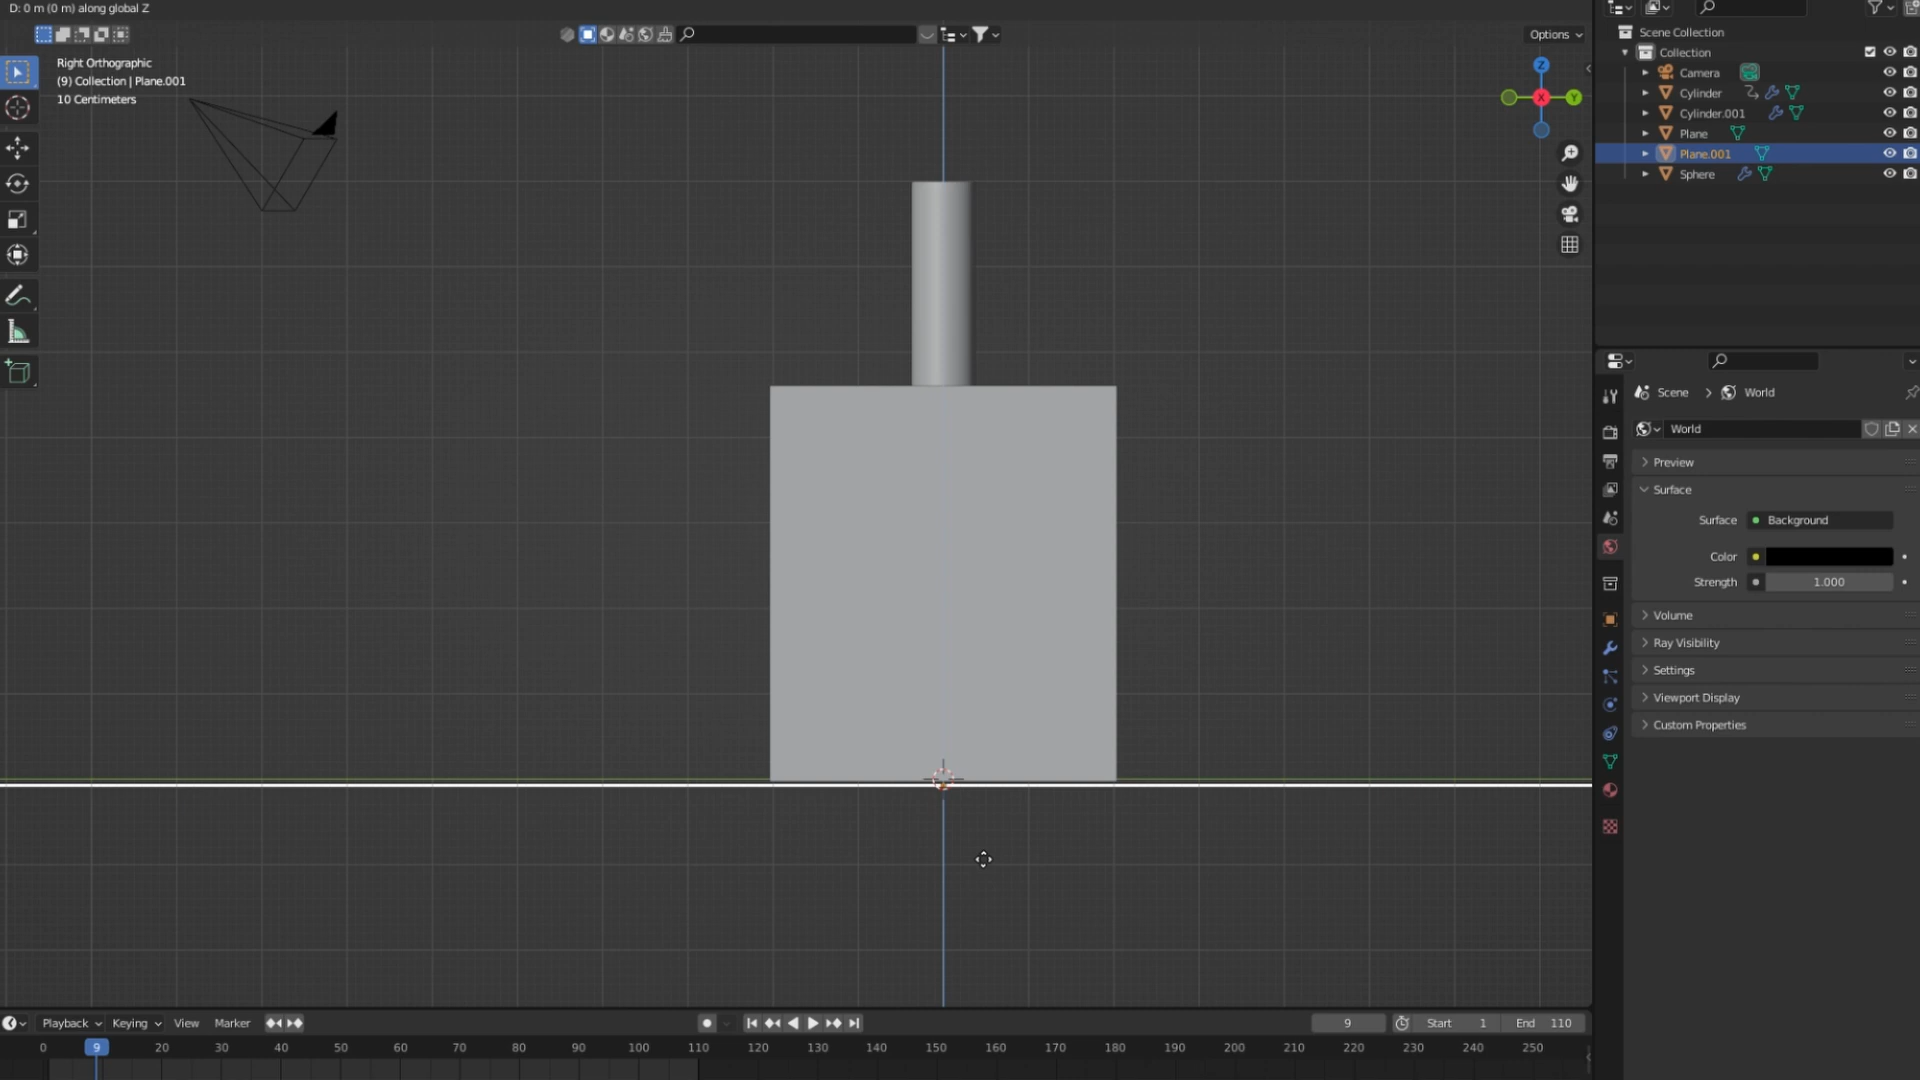 D: 0 m (0 m) along global Z
Options
Right Orthographic
(9) Collection | Plane.001
10 Centimeters
Z
X
Y
Scene Collection
Collection
Camera
Cylinder
Cylinder.001
Plane
Plane.001
Sphere
Scene > World
World
Preview
Surface
Surface Background
Color
Strength 1.000
Volume
Ray Visibility
Settings
Viewport Display
Custom Properties
Playback Keying View Marker 9 Start 1 End 110
0 9 20 30 40 50 60 70 80 90 100 110 120 130 140 150 160 170 180 190 200 210 220 230 240 250